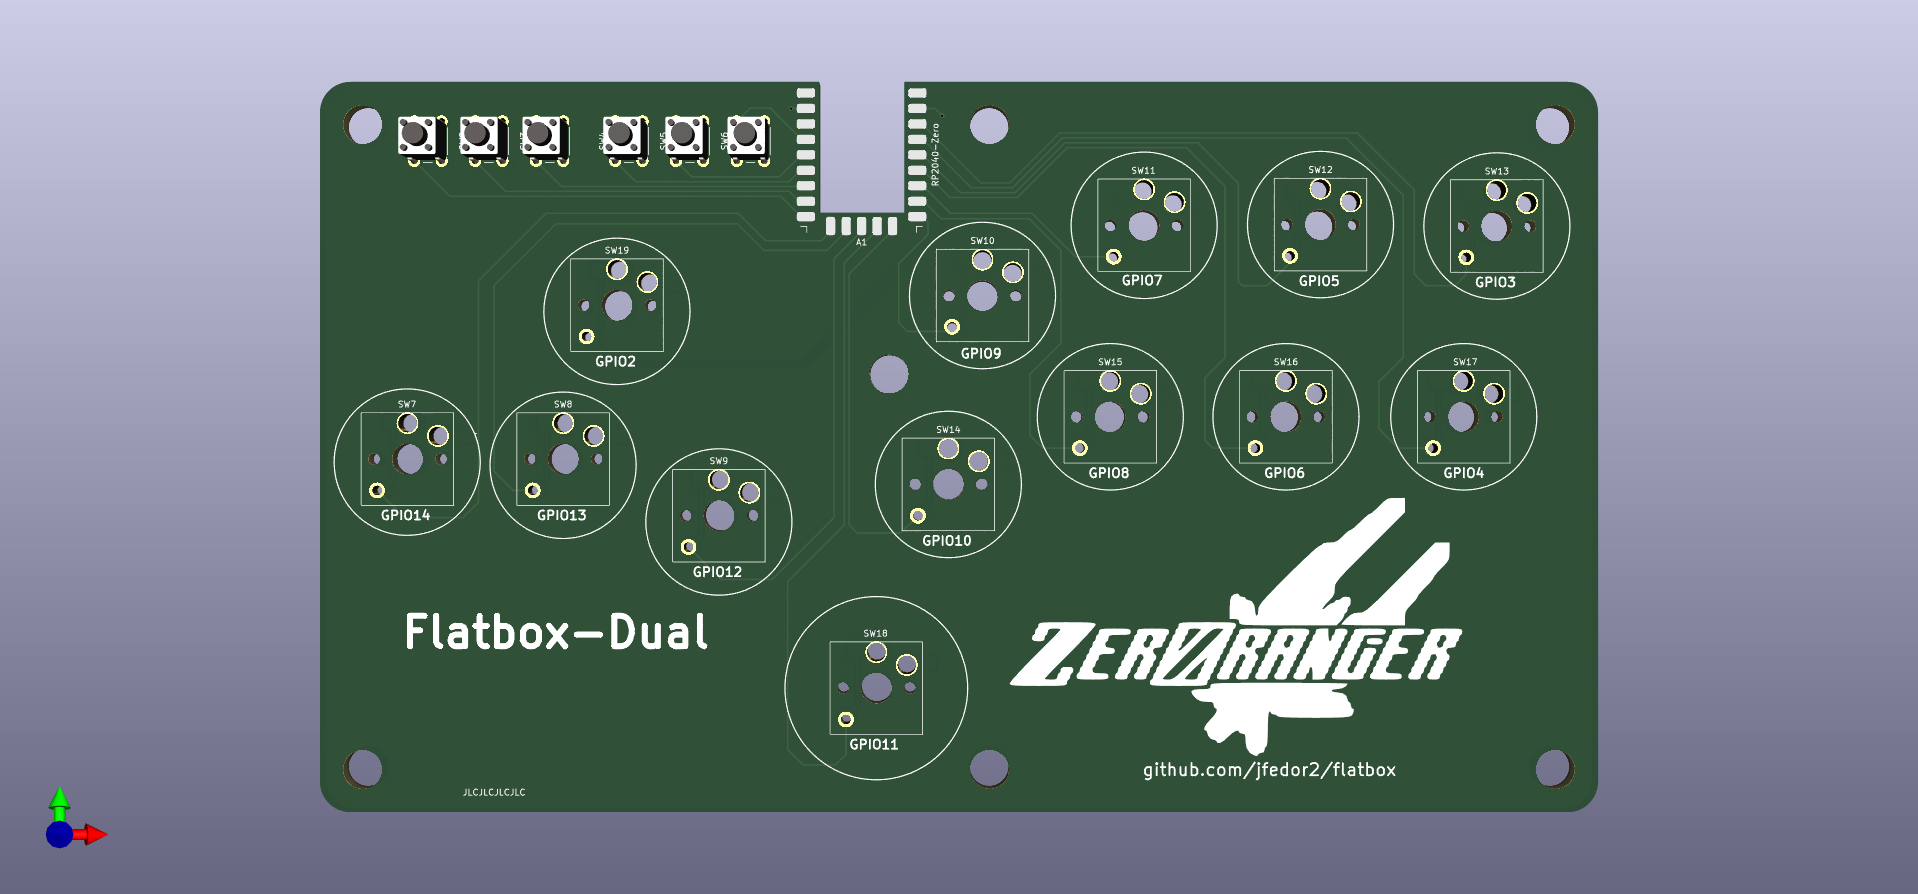 SW4
SW5
SW6
RP2040-Zero
A1
SW11
GPIO7
SW12
GPIO5
SW13
GPIO3
SW19
GPIO2
SW10
GPIO9
SW15
GPIO8
SW16
GPIO6
SW17
GPIO4
SW7
GPIO14
SW8
GPIO13
SW9
GPIO12
SW14
GPIO10
Flatbox-Dual
SW18
GPIO11
ZERORANGER
github.com/jfedor2/flatbox
JLCJLCJLCJLC